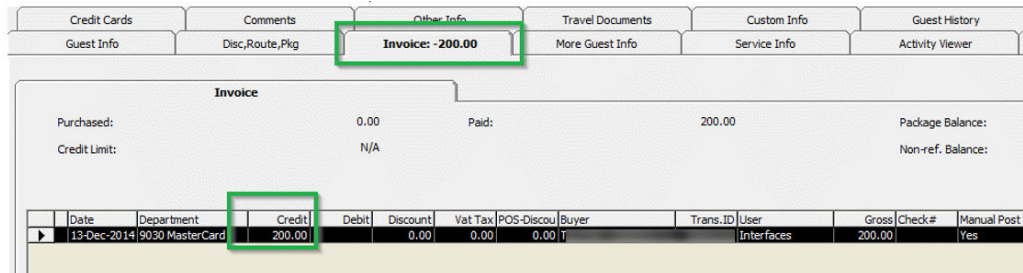 Credit Cards Comments Other Info Travel Documents Custom Info Guest History
Guest Info Disc,Route,Pkg Invoice: -200.00 More Guest Info Service Info Activity Viewer
Invoice
Purchased: 0.00 Paid: 200.00 Package Balance:
Credit Limit: N/A Non-ref. Balance:
Date Department Credit Debit Discount Vat Tax POS-Discou Buyer Trans.ID User Gross Check# Manual Post
13-Dec-2014 9030 MasterCard 200.00 0.00 0.00 0.00 Interfaces 200.00 Yes